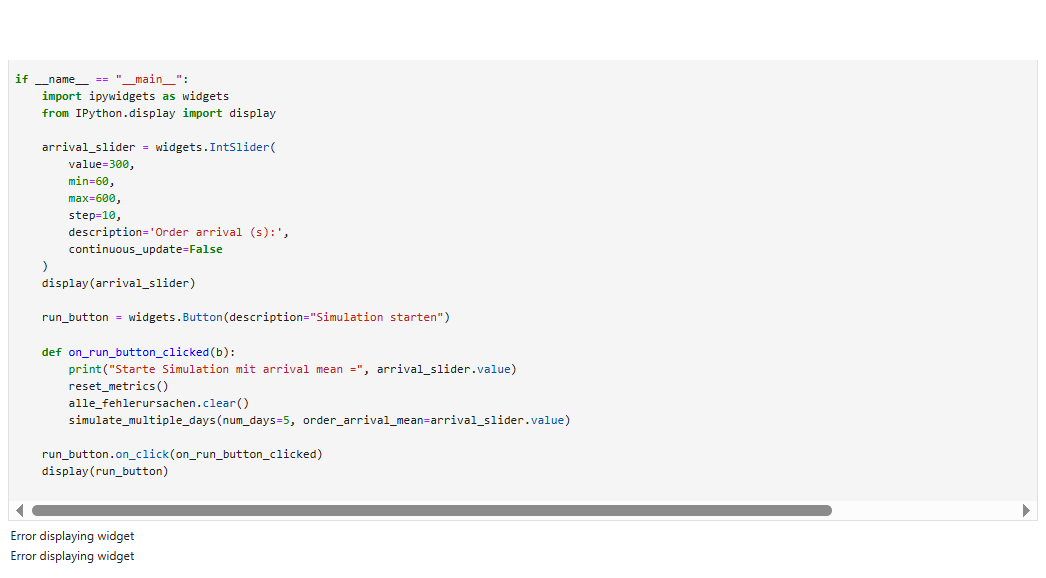 if __name__ == "__main__":
    import ipywidgets as widgets
    from IPython.display import display

    arrival_slider = widgets.IntSlider(
        value=300,
        min=60,
        max=600,
        step=10,
        description='Order arrival (s):',
        continuous_update=False
    )
    display(arrival_slider)

    run_button = widgets.Button(description="Simulation starten")

    def on_run_button_clicked(b):
        print("Starte Simulation mit arrival mean =", arrival_slider.value)
        reset_metrics()
        alle_fehlerursachen.clear()
        simulate_multiple_days(num_days=5, order_arrival_mean=arrival_slider.value)

    run_button.on_click(on_run_button_clicked)
    display(run_button)

Error displaying widget
Error displaying widget